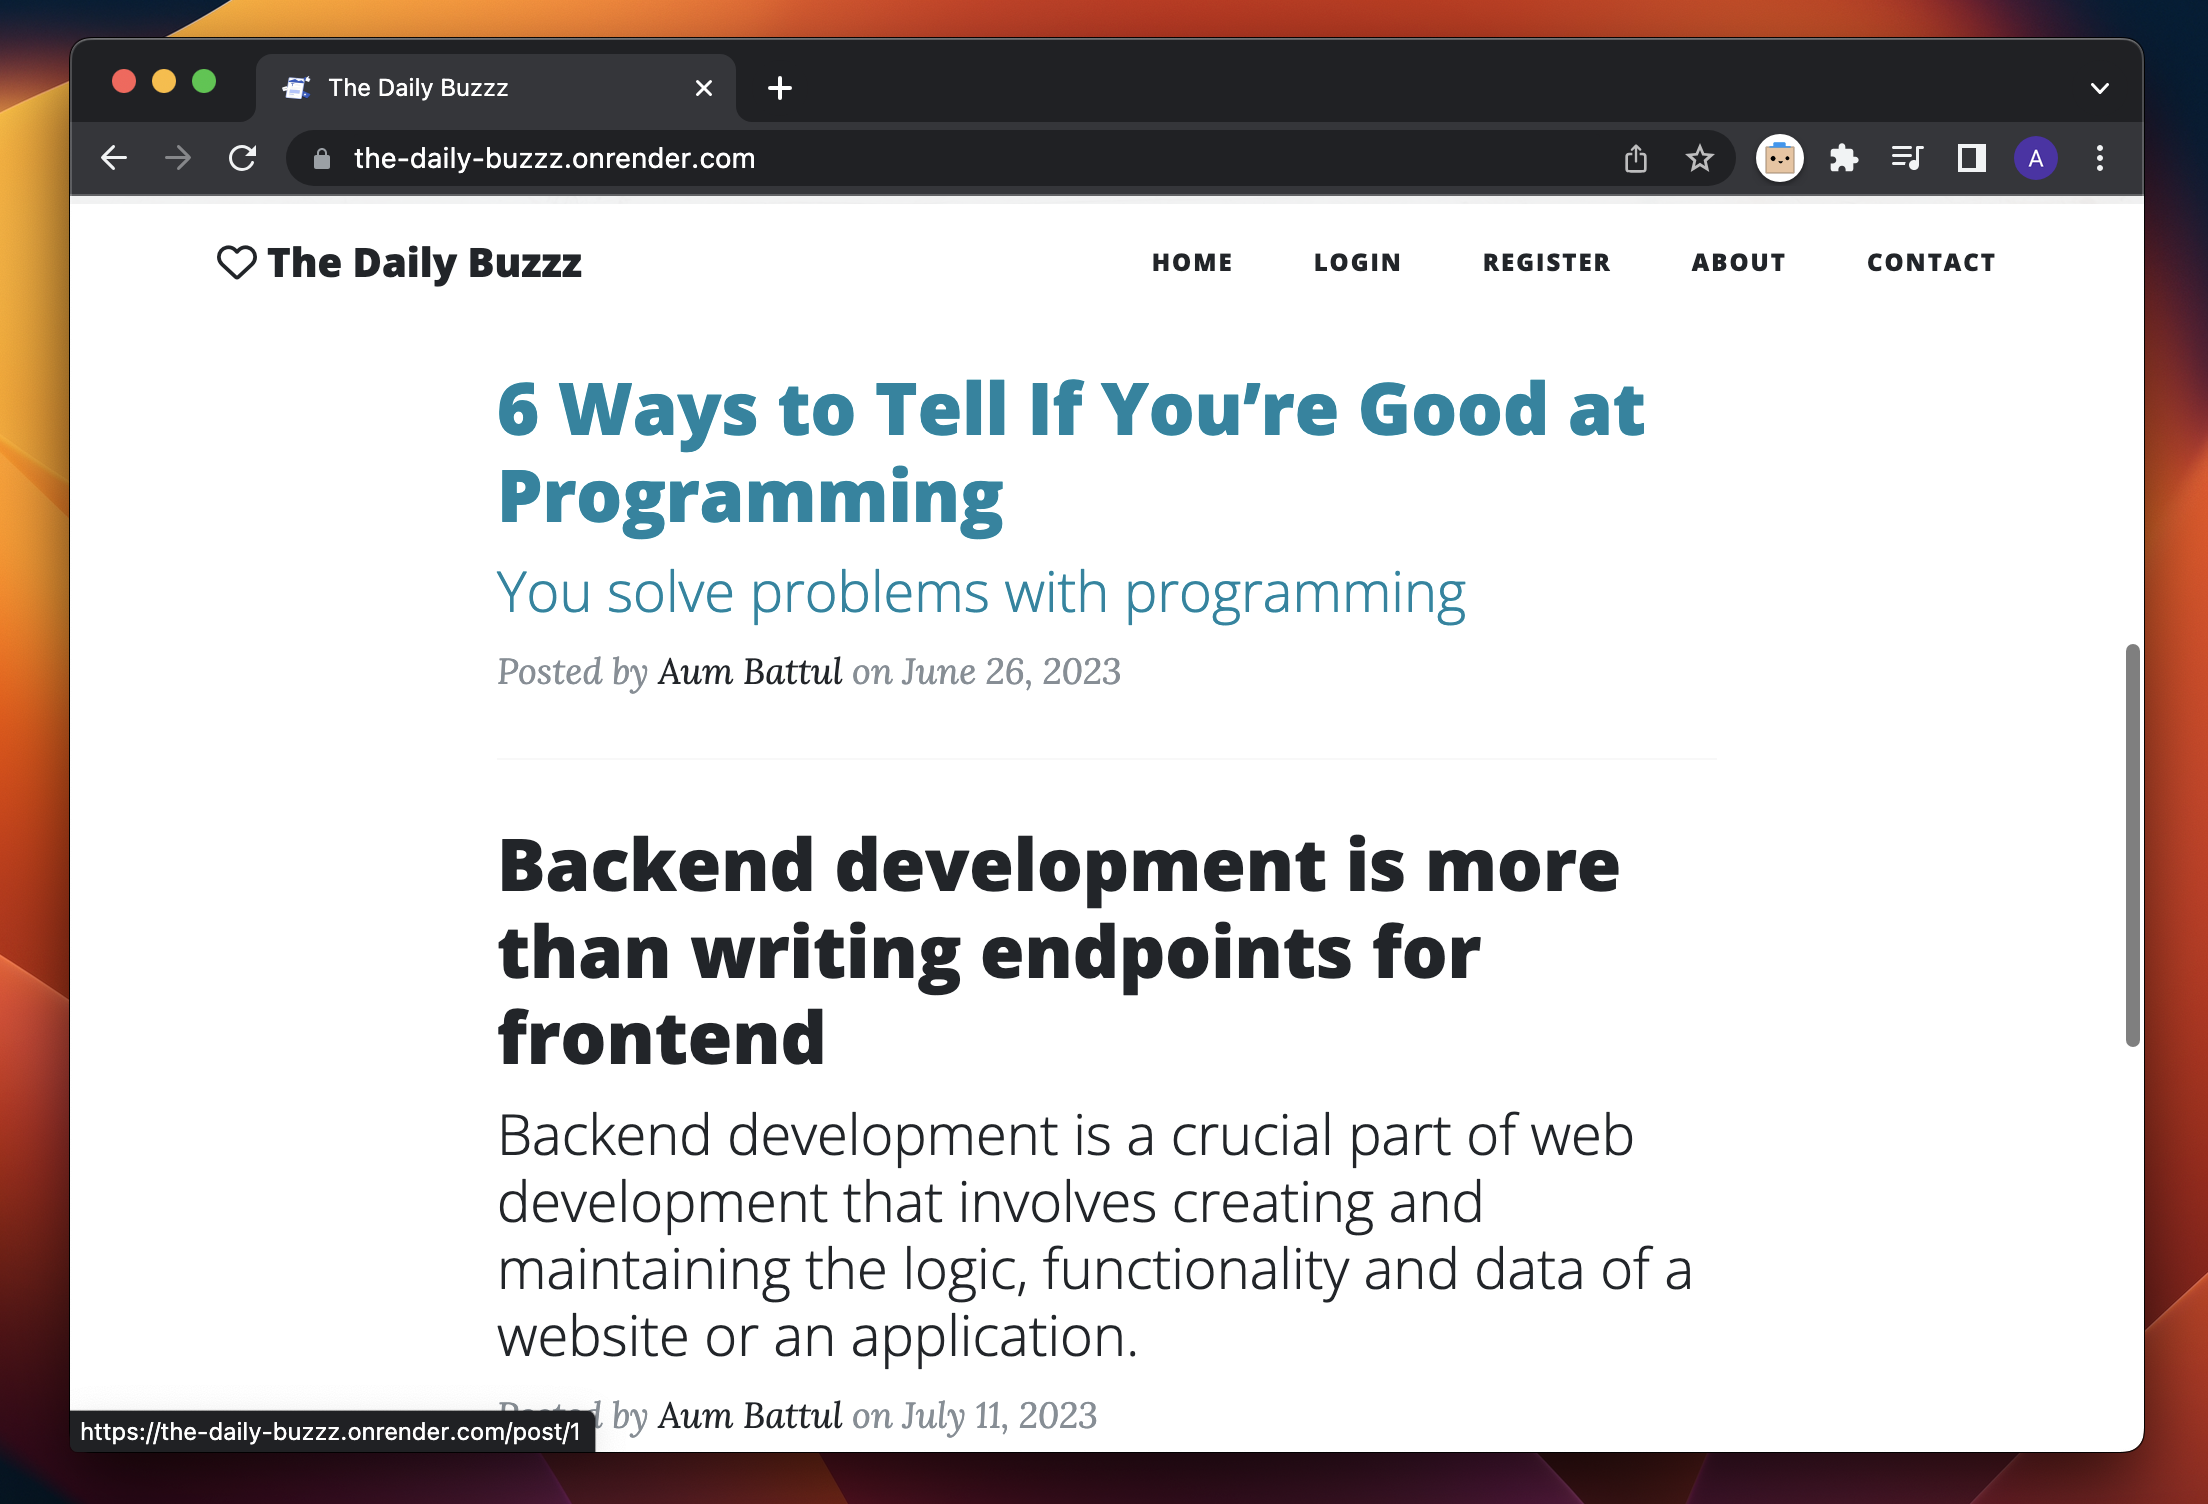 The Daily Buzzz
the-daily-buzzz.onrender.com
A
The Daily Buzzz
HOME LOGIN REGISTER ABOUT CONTACT
6 Ways to Tell If You’re Good at
Programming
You solve problems with programming
Posted by Aum Battul on June 26, 2023
Backend development is more
than writing endpoints for
frontend
Backend development is a crucial part of web
development that involves creating and
maintaining the logic, functionality and data of a
website or an application.
Posted by Aum Battul on July 11, 2023
https://the-daily-buzzz.onrender.com/post/1